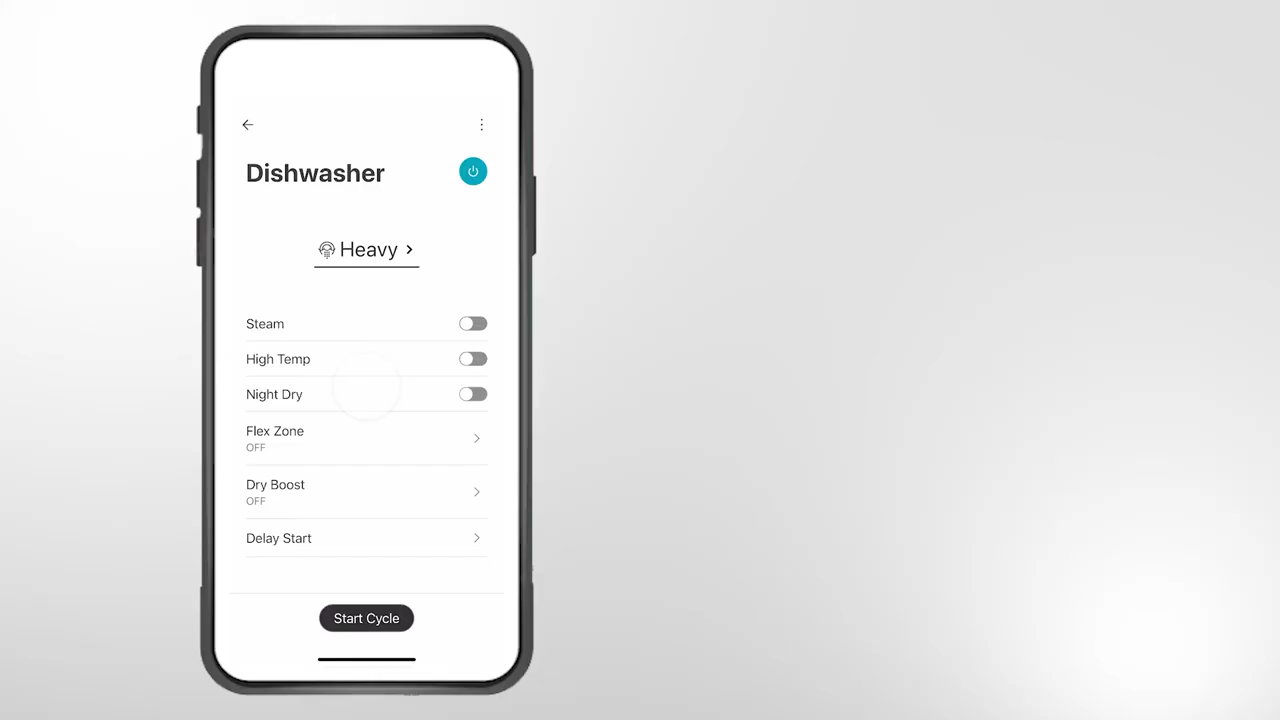 Dishwasher
Heavy
Steam
High Temp
Night Dry
Flex Zone
OFF
Dry Boost
OFF
Delay Start
Start Cycle